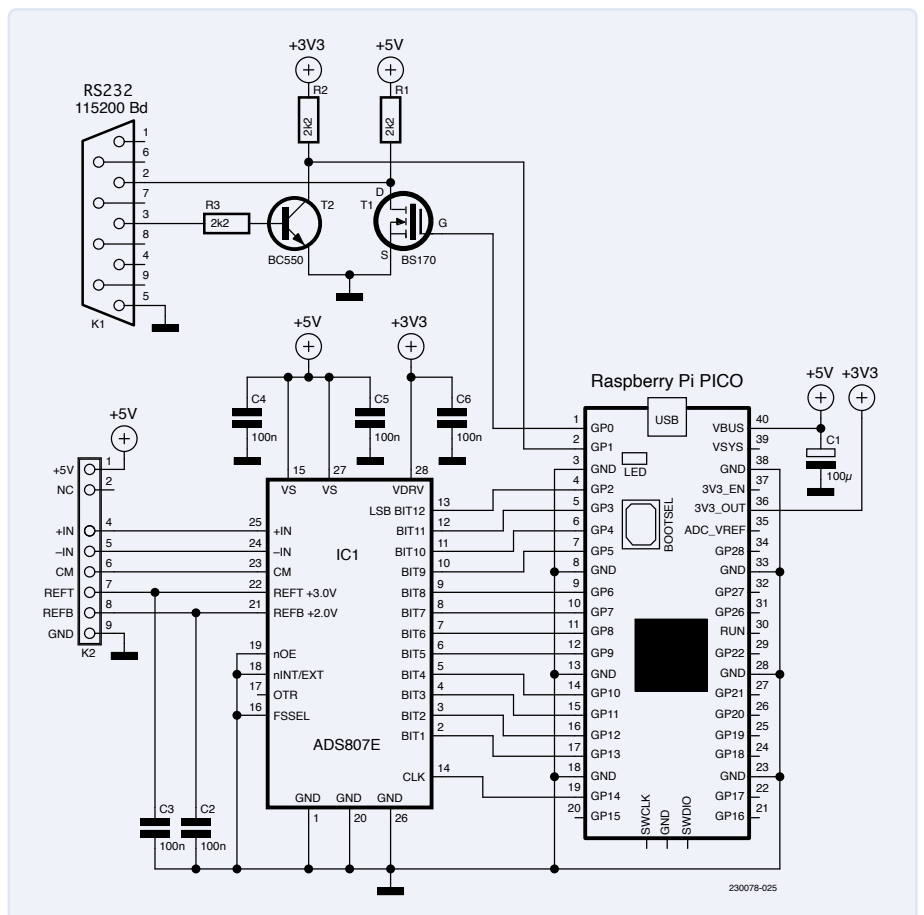 +3V3
+5V
R2
R1
2k2
2k2
RS232
115200 Bd
1
6
2
7
3
8
4
9
5
K1
R3
2k2
T2
BC550
D
T1
G
S
BS170
+5V
+3V3
C4
100n
C5
100n
C6
100n
15
27
28
VS
VS
VDRV
+5V
+5V
1
NC
2
+IN
4
–IN
5
CM
6
REFT
7
REFB
8
GND
9
K2
25
+IN
24
–IN
23
CM
22
REFT +3.0V
21
REFB +2.0V
19
nOE
18
nINT/EXT
17
OTR
16
FSSEL
IC1
ADS807E
LSB BIT12
13
BIT11
12
BIT10
11
BIT9
10
BIT8
9
BIT7
8
BIT6
7
BIT5
6
BIT4
5
BIT3
4
BIT2
3
BIT1
2
CLK
14
GND
GND
GND
1
20
26
C3
100n
C2
100n
Raspberry Pi PICO
USB
LED
BOOTSEL
1
GP0
2
GP1
3
GND
4
GP2
5
GP3
6
GP4
7
GP5
8
GND
9
GP6
10
GP7
11
GP8
12
GP9
13
GND
14
GP10
15
GP11
16
GP12
17
GP13
18
GND
19
GP14
20
GP15
VBUS
40
VSYS
39
GND
38
3V3_EN
37
3V3_OUT
36
ADC_VREF
35
GP28
34
GND
33
GP27
32
GP26
31
RUN
30
GP22
29
GND
28
GP21
27
GP20
26
GP19
25
GP18
24
GND
23
GP17
22
GP16
21
SWCLK
GND
SWDIO
+5V
+3V3
C1
100µ
230078-025